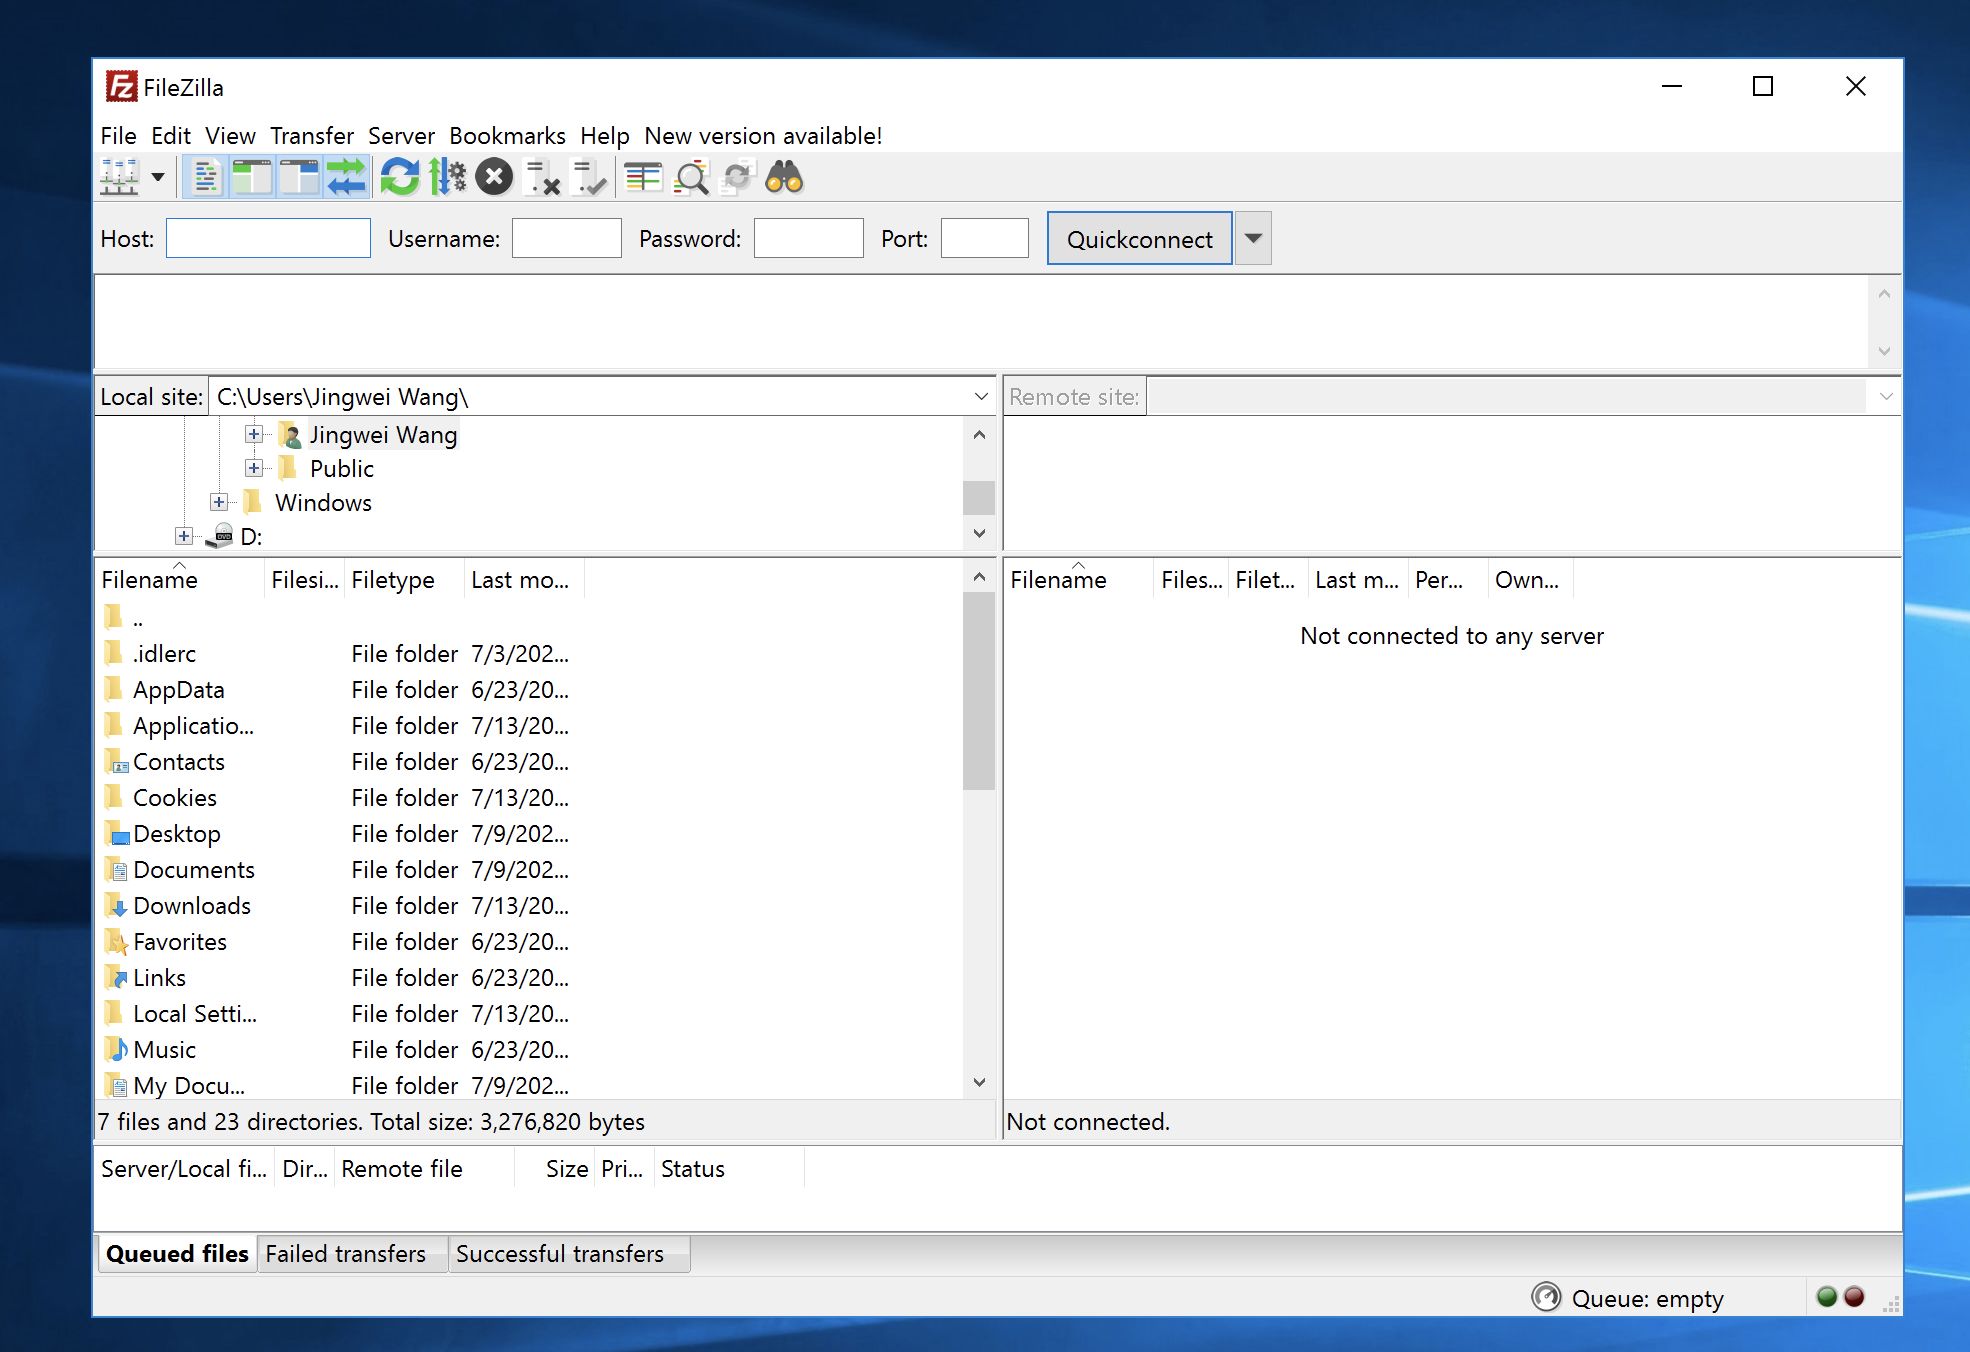 FileZilla
File Edit View Transfer Server Bookmarks Help New version available!
Host: Username: Password: Port: Quickconnect
Local site: C:\Users\Jingwei Wang\
Remote site:
Jingwei Wang
Public
Windows
D:
Filename Filesi... Filetype Last mo...
..
.idlerc File folder 7/3/202...
AppData File folder 6/23/20...
Applicatio... File folder 7/13/20...
Contacts File folder 6/23/20...
Cookies File folder 7/13/20...
Desktop File folder 7/9/202...
Documents File folder 7/9/202...
Downloads File folder 7/13/20...
Favorites File folder 6/23/20...
Links File folder 6/23/20...
Local Setti... File folder 7/13/20...
Music File folder 6/23/20...
My Docu... File folder 7/9/202...
7 files and 23 directories. Total size: 3,276,820 bytes
Filename Files... Filet... Last m... Per... Own...
Not connected to any server
Not connected.
Server/Local fi... Dir... Remote file Size Pri... Status
Queued files Failed transfers Successful transfers
Queue: empty